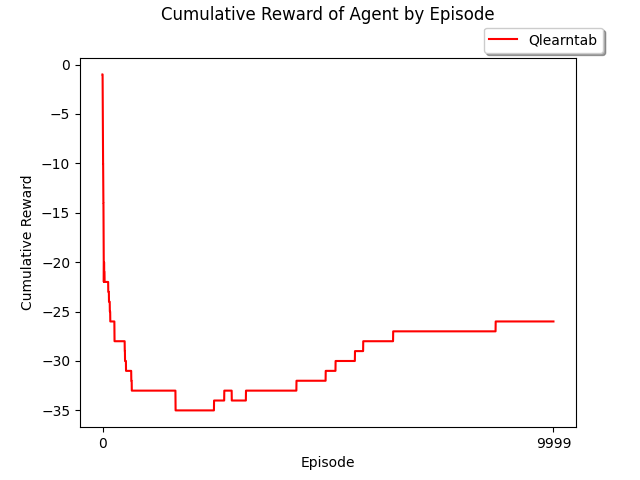 Cumulative Reward of Agent by Episode
Qlearntab
0
−5
−10
−15
−20
−25
−30
−35
Cumulative Reward
0
9999
Episode